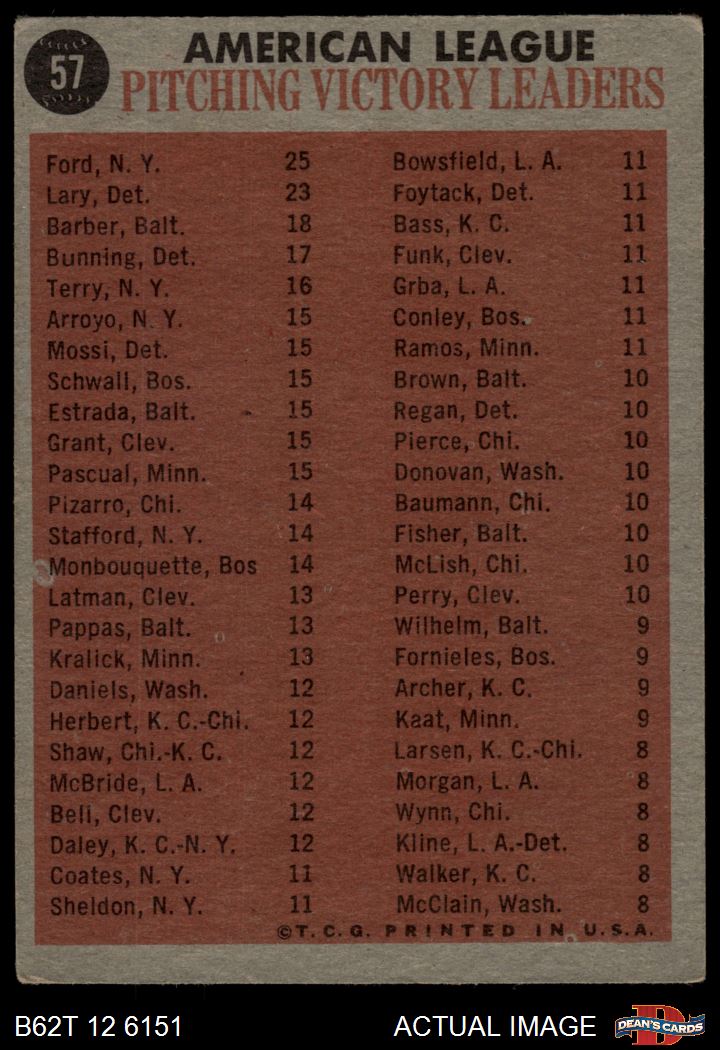 57
AMERICAN LEAGUE
PITCHING VICTORY LEADERS
Ford, N. Y. 25
Lary, Det. 23
Barber, Balt. 18
Bunning, Det. 17
Terry, N. Y. 16
Arroyo, N. Y. 15
Mossi, Det. 15
Schwall, Bos. 15
Estrada, Balt. 15
Grant, Clev. 15
Pascual, Minn. 15
Pizarro, Chi. 14
Stafford, N. Y. 14
Monbouquette, Bos 14
Latman, Clev. 13
Pappas, Balt. 13
Kralick, Minn. 13
Daniels, Wash. 12
Herbert, K. C.-Chi. 12
Shaw, Chi.-K. C. 12
McBride, L. A. 12
Bell, Clev. 12
Daley, K. C.-N. Y. 12
Coates, N. Y. 11
Sheldon, N. Y. 11
Bowsfield, L. A. 11
Foytack, Det. 11
Bass, K. C. 11
Funk, Clev. 11
Grba, L. A. 11
Conley, Bos. 11
Ramos, Minn. 11
Brown, Balt. 10
Regan, Det. 10
Pierce, Chi. 10
Donovan, Wash. 10
Baumann, Chi. 10
Fisher, Balt. 10
McLish, Chi. 10
Perry, Clev. 10
Wilhelm, Balt. 9
Fornieles, Bos. 9
Archer, K. C. 9
Kaat, Minn. 9
Larsen, K. C.-Chi. 8
Morgan, L. A. 8
Wynn, Chi. 8
Kline, L. A.-Det. 8
Walker, K. C. 8
McClain, Wash. 8
©T. C. G. PRINTED IN U.S.A.
B62T 12 6151
ACTUAL IMAGE
DEAN'S CARDS